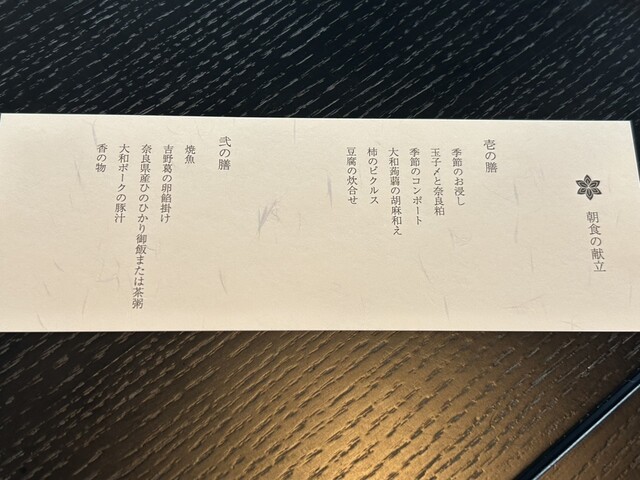 朝食の献立
壱の膳
季節のお浸し
玉子〆と奈良粕
季節のコンポート
大和蒟蒻の胡麻和え
柿のピクルス
豆腐の炊合せ
弐の膳
焼魚
吉野葛の卵餡掛け
奈良県産ひのひかり御飯または茶粥
大和ポークの豚汁
香の物